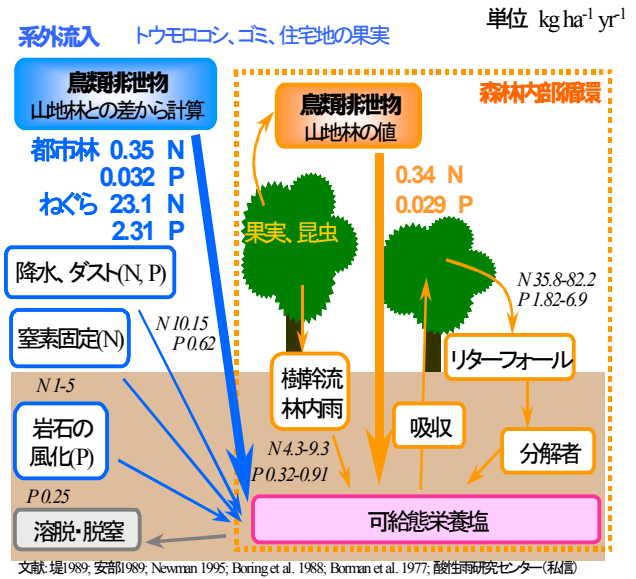 単位 kg ha-1 yr-1
系外流入 トウモロコシ、ゴミ、住宅地の果実
鳥類排泄物
山地林との差から計算
都市林 0.35 N
0.032 P
ねぐら 23.1 N
2.31 P
降水、ダスト(N, P)
窒素固定(N)
N 10.15
P 0.62
N 1-5
岩石の
風化(P)
P 0.25
溶脱・脱窒
森林内部循環
鳥類排泄物
山地林の値
0.34 N
0.029 P
果実、昆虫
N 35.8-82.2
P 1.82-6.9
リターフォール
樹幹流
林内雨
吸収
分解者
N 4.3-9.3
P 0.32-0.91
可給態栄養塩
文献: 堤1989; 安部1989; Newman 1995; Boring et al. 1988; Borman et al. 1977; 酸性雨研究センター(私信)